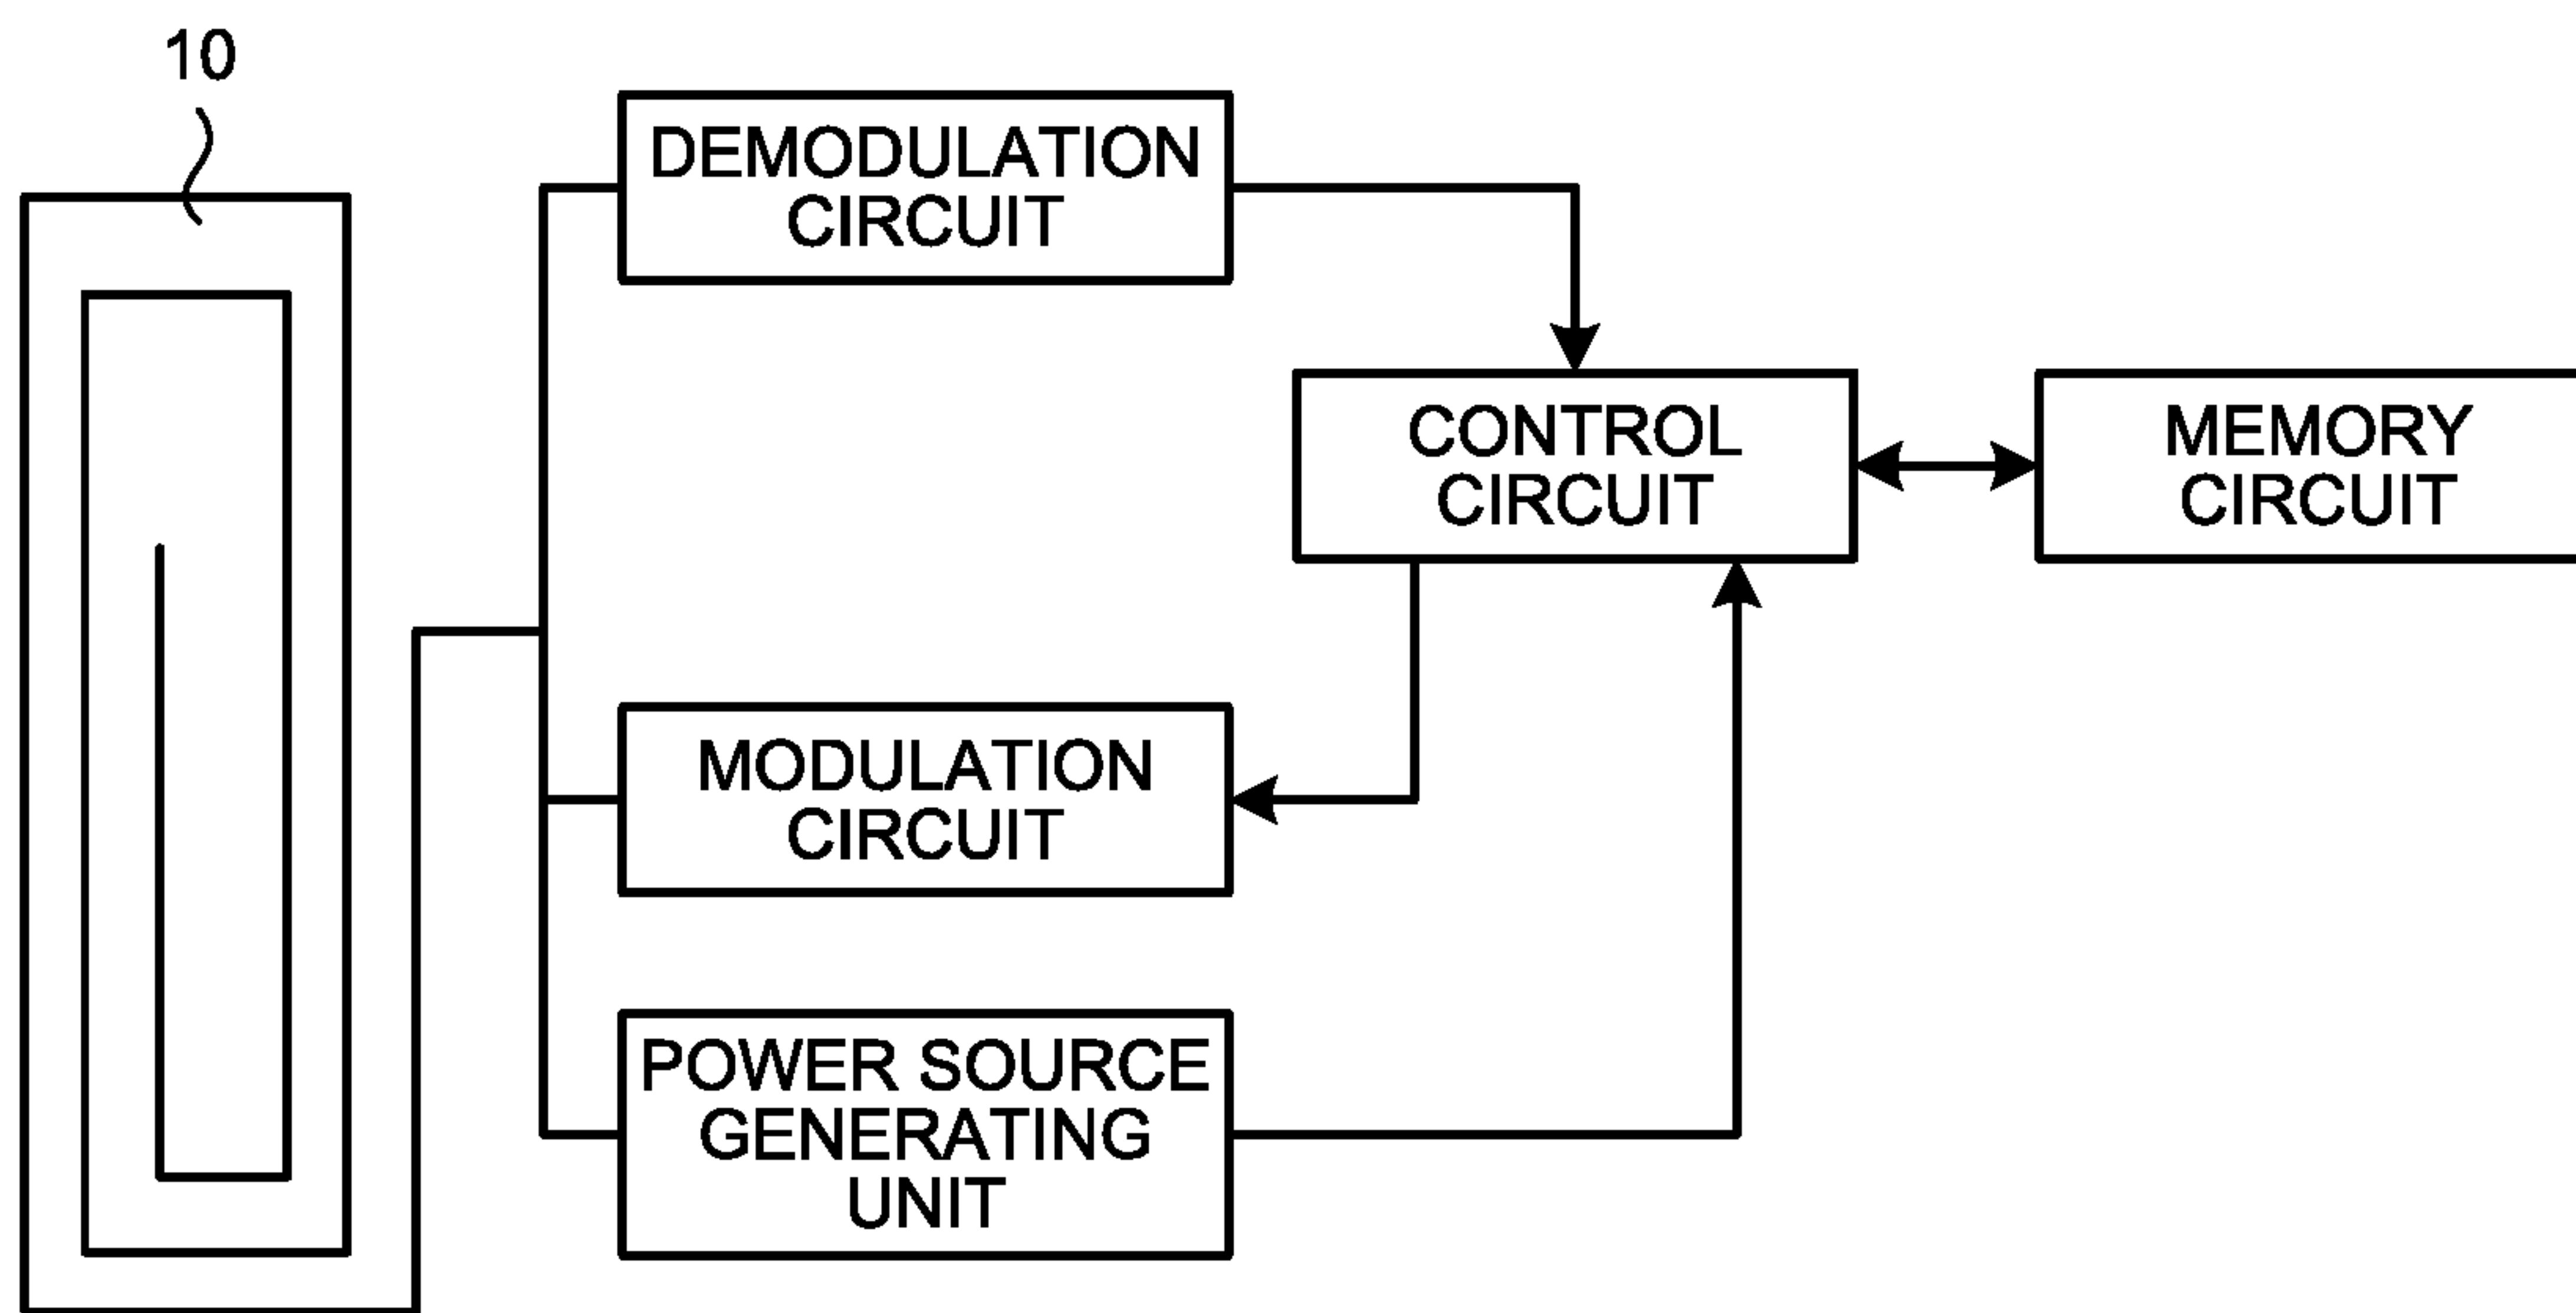 10
DEMODULATION
CIRCUIT
CONTROL
CIRCUIT
MEMORY
CIRCUIT
MODULATION
CIRCUIT
POWER SOURCE
GENERATING
UNIT